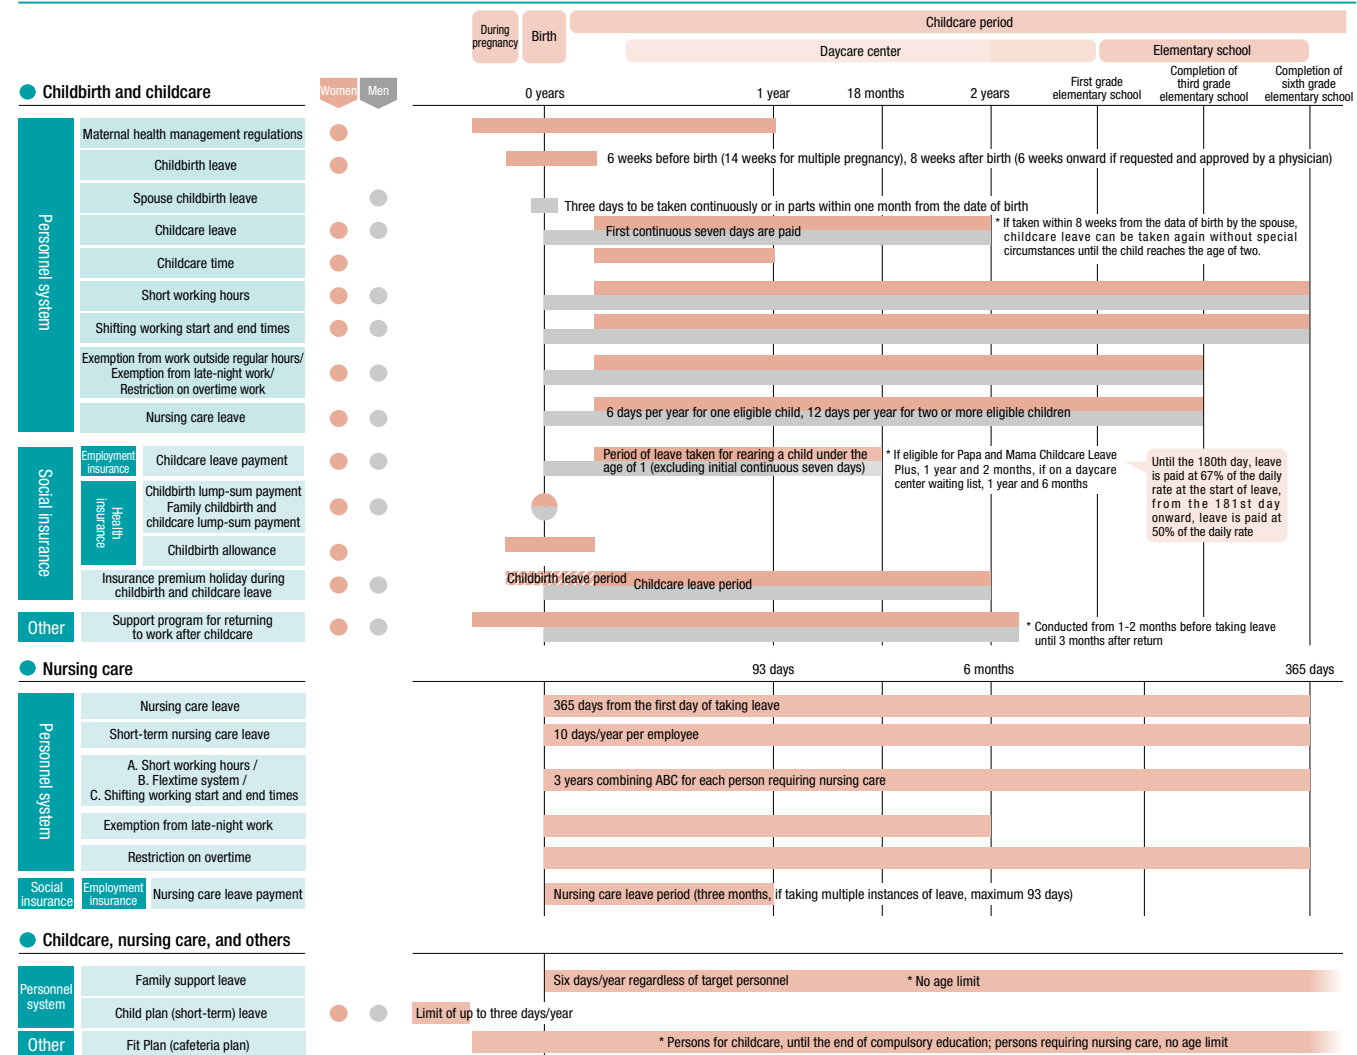 During
pregnancy
Birth
Childcare period
Daycare center
Elementary school
Childbirth and childcare
Women
Men
0 years
1 year
18 months
2 years
First grade
elementary school
Completion of
third grade
elementary school
Completion of
sixth grade
elementary school
Personnel system
Maternal health management regulations
Childbirth leave
6 weeks before birth (14 weeks for multiple pregnancy), 8 weeks after birth (6 weeks onward if requested and approved by a physician)
Spouse childbirth leave
Three days to be taken continuously or in parts within one month from the date of birth
Childcare leave
First continuous seven days are paid
* If taken within 8 weeks from the data of birth by the spouse,
childcare leave can be taken again without special
circumstances until the child reaches the age of two.
Childcare time
Short working hours
Shifting working start and end times
Exemption from work outside regular hours/
Exemption from late-night work/
Restriction on overtime work
Nursing care leave
6 days per year for one eligible child, 12 days per year for two or more eligible children
Social insurance
Employment
insurance
Childcare leave payment
Period of leave taken for rearing a child under the
age of 1 (excluding initial continuous seven days)
* If eligible for Papa and Mama Childcare Leave
Plus, 1 year and 2 months, if on a daycare
center waiting list, 1 year and 6 months
Until the 180th day, leave
is paid at 67% of the daily
rate at the start of leave,
from the 181st day
onward, leave is paid at
50% of the daily rate
Health
insurance
Childbirth lump-sum payment
Family childbirth and
childcare lump-sum payment
Childbirth allowance
Insurance premium holiday during
childbirth and childcare leave
Childbirth leave period
Childcare leave period
Other
Support program for returning
to work after childcare
* Conducted from 1-2 months before taking leave
until 3 months after return
Nursing care
93 days
6 months
365 days
Personnel system
Nursing care leave
365 days from the first day of taking leave
Short-term nursing care leave
10 days/year per employee
A. Short working hours /
B. Flextime system /
C. Shifting working start and end times
3 years combining ABC for each person requiring nursing care
Exemption from late-night work
Restriction on overtime
Social
insurance
Employment
insurance
Nursing care leave payment
Nursing care leave period (three months, if taking multiple instances of leave, maximum 93 days)
Childcare, nursing care, and others
Personnel
system
Family support leave
Six days/year regardless of target personnel
* No age limit
Child plan (short-term) leave
Limit of up to three days/year
Other
Fit Plan (cafeteria plan)
* Persons for childcare, until the end of compulsory education; persons requiring nursing care, no age limit